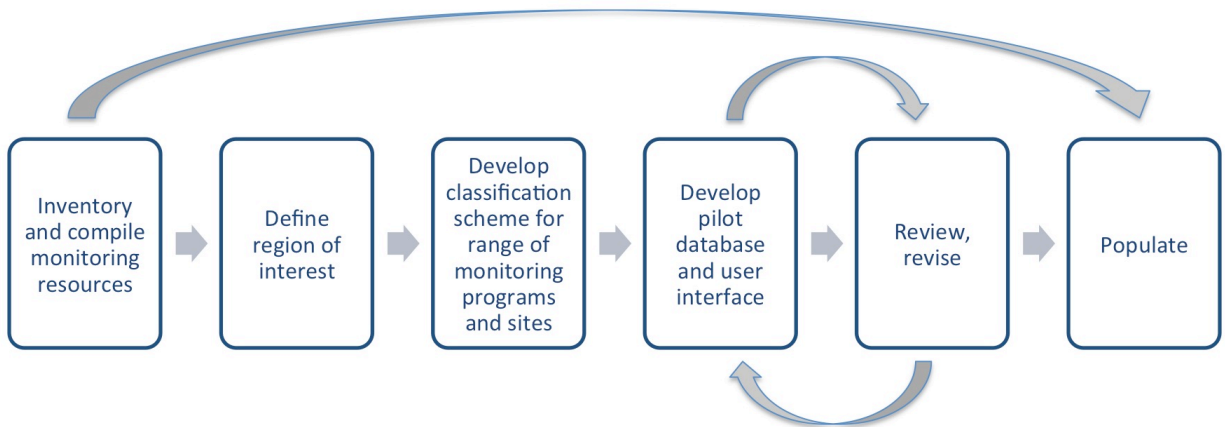 Inventory
and compile
monitoring
resources
Define
region of
interest
Develop
classification
scheme for
range of
monitoring
programs
and sites
Develop
pilot
database
and user
interface
Review,
revise
Populate